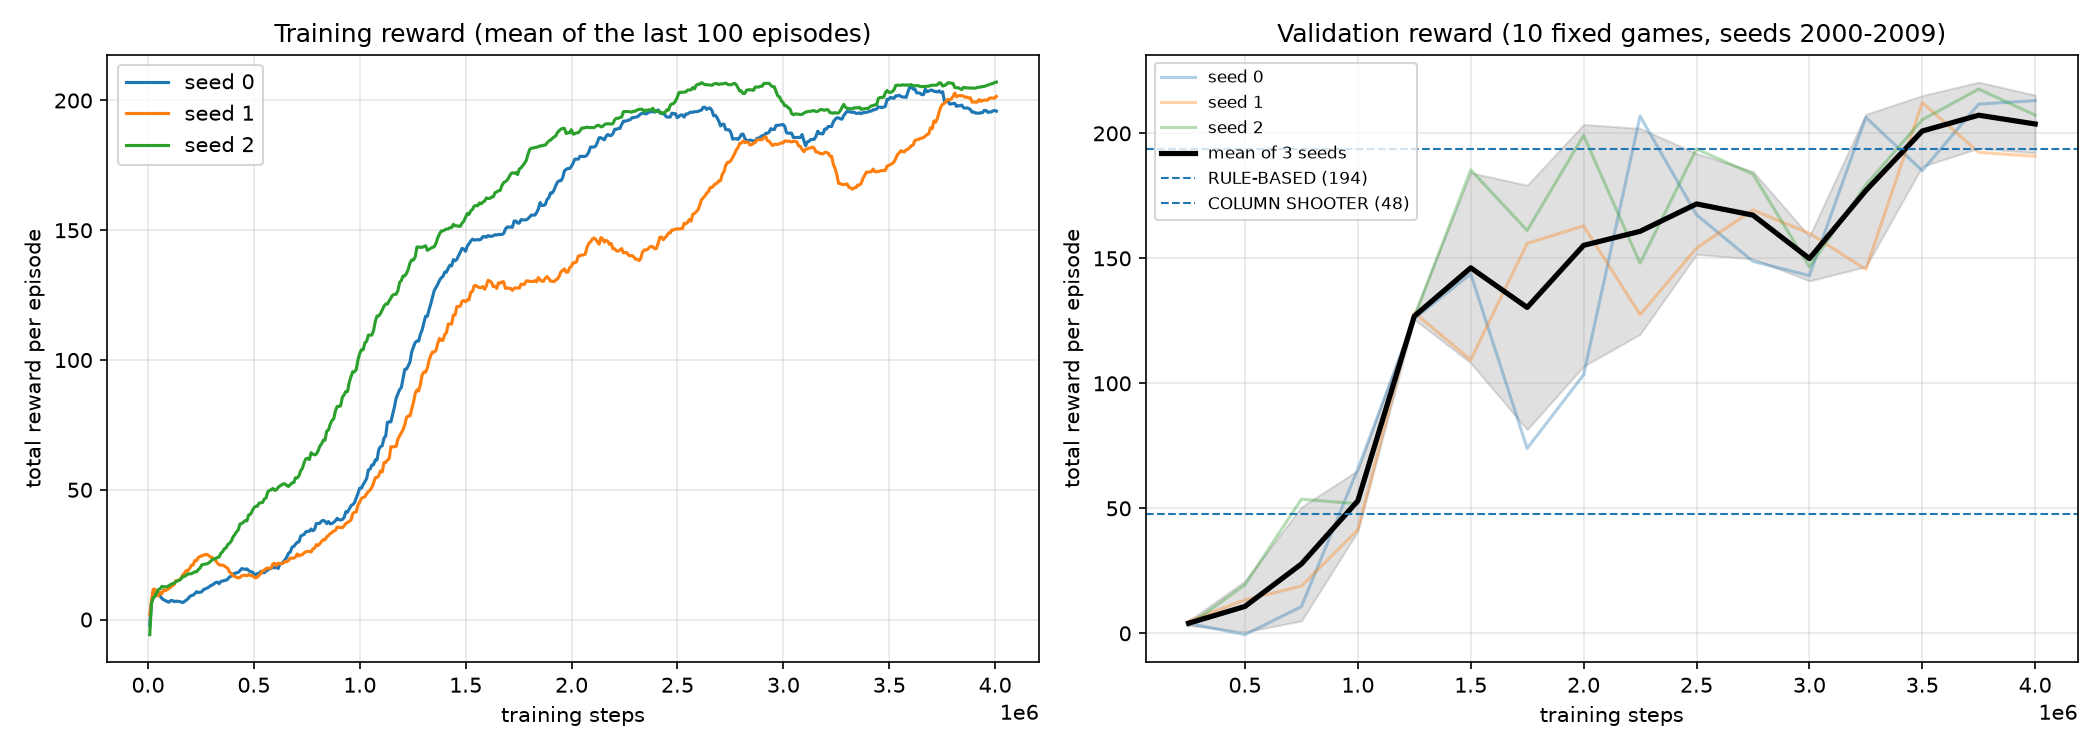 Training reward (mean of the last 100 episodes)
seed 0
seed 1
seed 2
200
150
100
50
0
total reward per episode
0.0 0.5 1.0 1.5 2.0 2.5 3.0 3.5 4.0
1e6
training steps
Validation reward (10 fixed games, seeds 2000-2009)
seed 0
seed 1
seed 2
mean of 3 seeds
RULE-BASED (194)
COLUMN SHOOTER (48)
200
150
100
50
0
total reward per episode
0.5 1.0 1.5 2.0 2.5 3.0 3.5 4.0
1e6
training steps